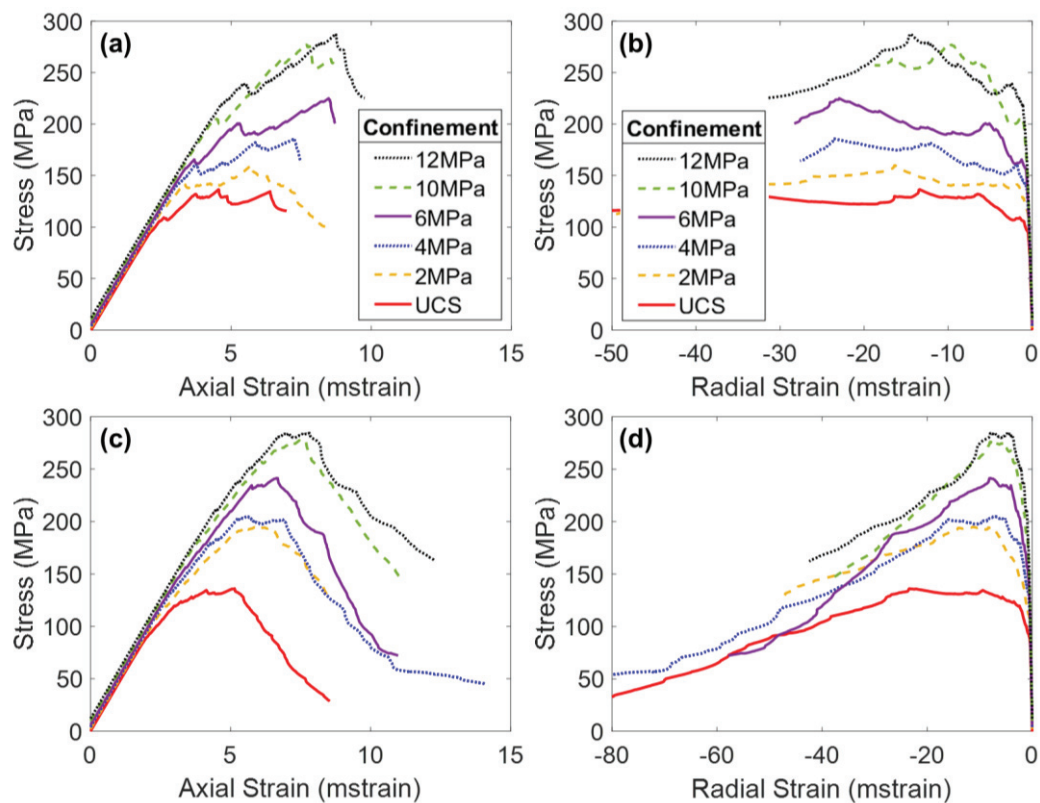 (a)
300
250
200
150
100
50
0
Stress (MPa)
0 5 10 15
Axial Strain (mstrain)
Confinement
12MPa
10MPa
6MPa
4MPa
2MPa
UCS
(b)
300
250
200
150
100
50
0
Stress (MPa)
-50 -40 -30 -20 -10 0
Radial Strain (mstrain)
Confinement
12MPa
10MPa
6MPa
4MPa
2MPa
UCS
(c)
300
250
200
150
100
50
0
Stress (MPa)
0 5 10 15
Axial Strain (mstrain)
(d)
300
250
200
150
100
50
0
Stress (MPa)
-80 -60 -40 -20 0
Radial Strain (mstrain)